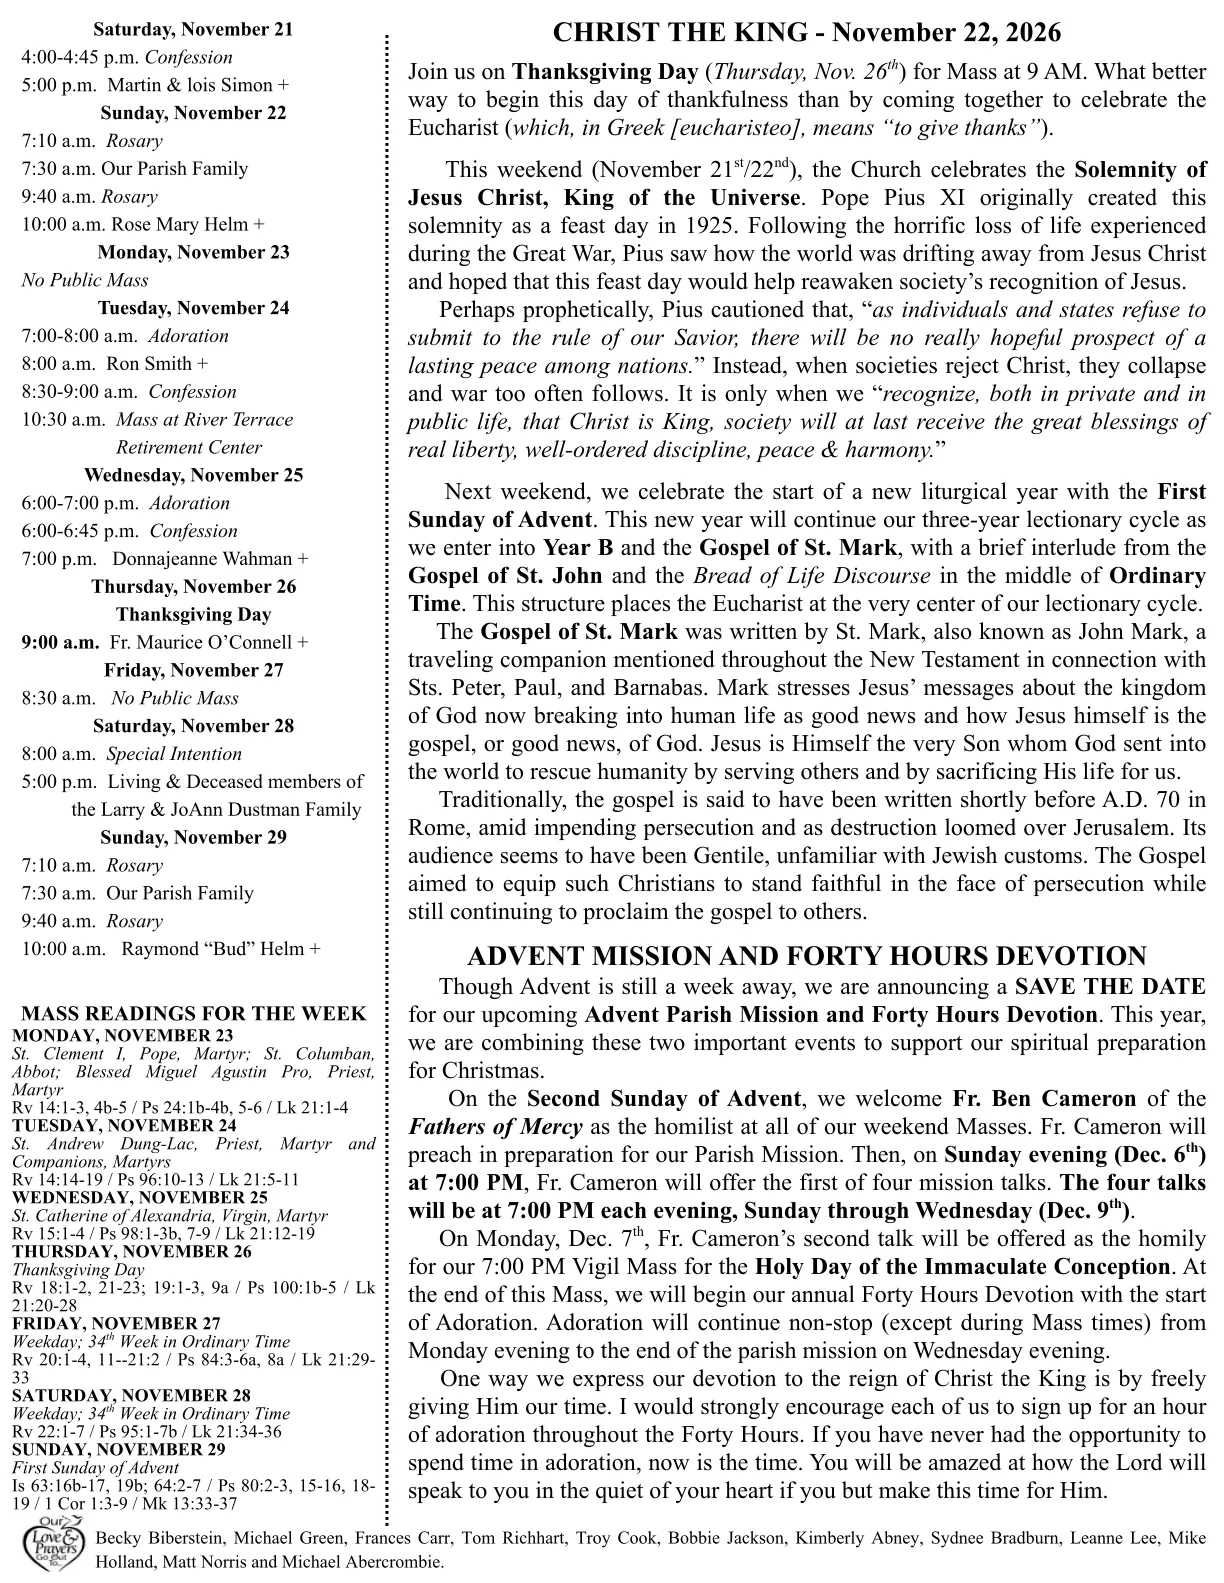 Saturday, November 21
4:00-4:45 p.m. Confession
5:00 p.m. Martin & lois Simon +
Sunday, November 22
7:10 a.m. Rosary
7:30 a.m. Our Parish Family
9:40 a.m. Rosary
10:00 a.m. Rose Mary Helm +
Monday, November 23
No Public Mass
Tuesday, November 24
7:00-8:00 a.m. Adoration
8:00 a.m. Ron Smith +
8:30-9:00 a.m. Confession
10:30 a.m. Mass at River Terrace
Retirement Center
Wednesday, November 25
6:00-7:00 p.m. Adoration
6:00-6:45 p.m. Confession
7:00 p.m. Donnajeanne Wahman +
Thursday, November 26
Thanksgiving Day
9:00 a.m. Fr. Maurice O’Connell +
Friday, November 27
8:30 a.m. No Public Mass
Saturday, November 28
8:00 a.m. Special Intention
5:00 p.m. Living & Deceased members of
the Larry & JoAnn Dustman Family
Sunday, November 29
7:10 a.m. Rosary
7:30 a.m. Our Parish Family
9:40 a.m. Rosary
10:00 a.m. Raymond “Bud” Helm +
MASS READINGS FOR THE WEEK
MONDAY, NOVEMBER 23
St. Clement I, Pope, Martyr; St. Columban,
Abbot; Blessed Miguel Agustin Pro, Priest,
Martyr
Rv 14:1-3, 4b-5 / Ps 24:1b-4b, 5-6 / Lk 21:1-4
TUESDAY, NOVEMBER 24
St. Andrew Dung-Lac, Priest, Martyr and
Companions, Martyrs
Rv 14:14-19 / Ps 96:10-13 / Lk 21:5-11
WEDNESDAY, NOVEMBER 25
St. Catherine of Alexandria, Virgin, Martyr
Rv 15:1-4 / Ps 98:1-3b, 7-9 / Lk 21:12-19
THURSDAY, NOVEMBER 26
Thanksgiving Day
Rv 18:1-2, 21-23; 19:1-3, 9a / Ps 100:1b-5 / Lk
21:20-28
FRIDAY, NOVEMBER 27
Weekday; 34th Week in Ordinary Time
Rv 20:1-4, 11--21:2 / Ps 84:3-6a, 8a / Lk 21:29-
33
SATURDAY, NOVEMBER 28
Weekday; 34th Week in Ordinary Time
Rv 22:1-7 / Ps 95:1-7b / Lk 21:34-36
SUNDAY, NOVEMBER 29
First Sunday of Advent
Is 63:16b-17, 19b; 64:2-7 / Ps 80:2-3, 15-16, 18-
19 / 1 Cor 1:3-9 / Mk 13:33-37
CHRIST THE KING - November 22, 2026
Join us on Thanksgiving Day (Thursday, Nov. 26th) for Mass at 9 AM. What better
way to begin this day of thankfulness than by coming together to celebrate the
Eucharist (which, in Greek [eucharisteo], means “to give thanks”).
This weekend (November 21st/22nd), the Church celebrates the Solemnity of
Jesus Christ, King of the Universe. Pope Pius XI originally created this
solemnity as a feast day in 1925. Following the horrific loss of life experienced
during the Great War, Pius saw how the world was drifting away from Jesus Christ
and hoped that this feast day would help reawaken society’s recognition of Jesus.
Perhaps prophetically, Pius cautioned that, “as individuals and states refuse to
submit to the rule of our Savior, there will be no really hopeful prospect of a
lasting peace among nations.” Instead, when societies reject Christ, they collapse
and war too often follows. It is only when we “recognize, both in private and in
public life, that Christ is King, society will at last receive the great blessings of
real liberty, well-ordered discipline, peace & harmony.”
Next weekend, we celebrate the start of a new liturgical year with the First
Sunday of Advent. This new year will continue our three-year lectionary cycle as
we enter into Year B and the Gospel of St. Mark, with a brief interlude from the
Gospel of St. John and the Bread of Life Discourse in the middle of Ordinary
Time. This structure places the Eucharist at the very center of our lectionary cycle.
The Gospel of St. Mark was written by St. Mark, also known as John Mark, a
traveling companion mentioned throughout the New Testament in connection with
Sts. Peter, Paul, and Barnabas. Mark stresses Jesus’ messages about the kingdom
of God now breaking into human life as good news and how Jesus himself is the
gospel, or good news, of God. Jesus is Himself the very Son whom God sent into
the world to rescue humanity by serving others and by sacrificing His life for us.
Traditionally, the gospel is said to have been written shortly before A.D. 70 in
Rome, amid impending persecution and as destruction loomed over Jerusalem. Its
audience seems to have been Gentile, unfamiliar with Jewish customs. The Gospel
aimed to equip such Christians to stand faithful in the face of persecution while
still continuing to proclaim the gospel to others.
ADVENT MISSION AND FORTY HOURS DEVOTION
Though Advent is still a week away, we are announcing a SAVE THE DATE
for our upcoming Advent Parish Mission and Forty Hours Devotion. This year,
we are combining these two important events to support our spiritual preparation
for Christmas.
On the Second Sunday of Advent, we welcome Fr. Ben Cameron of the
Fathers of Mercy as the homilist at all of our weekend Masses. Fr. Cameron will
preach in preparation for our Parish Mission. Then, on Sunday evening (Dec. 6th)
at 7:00 PM, Fr. Cameron will offer the first of four mission talks. The four talks
will be at 7:00 PM each evening, Sunday through Wednesday (Dec. 9th).
On Monday, Dec. 7th, Fr. Cameron’s second talk will be offered as the homily
for our 7:00 PM Vigil Mass for the Holy Day of the Immaculate Conception. At
the end of this Mass, we will begin our annual Forty Hours Devotion with the start
of Adoration. Adoration will continue non-stop (except during Mass times) from
Monday evening to the end of the parish mission on Wednesday evening.
One way we express our devotion to the reign of Christ the King is by freely
giving Him our time. I would strongly encourage each of us to sign up for an hour
of adoration throughout the Forty Hours. If you have never had the opportunity to
spend time in adoration, now is the time. You will be amazed at how the Lord will
speak to you in the quiet of your heart if you but make this time for Him.
Our
Love &
Prayers
Go Out
To...
Becky Biberstein, Michael Green, Frances Carr, Tom Richhart, Troy Cook, Bobbie Jackson, Kimberly Abney, Sydnee Bradburn, Leanne Lee, Mike
Holland, Matt Norris and Michael Abercrombie.